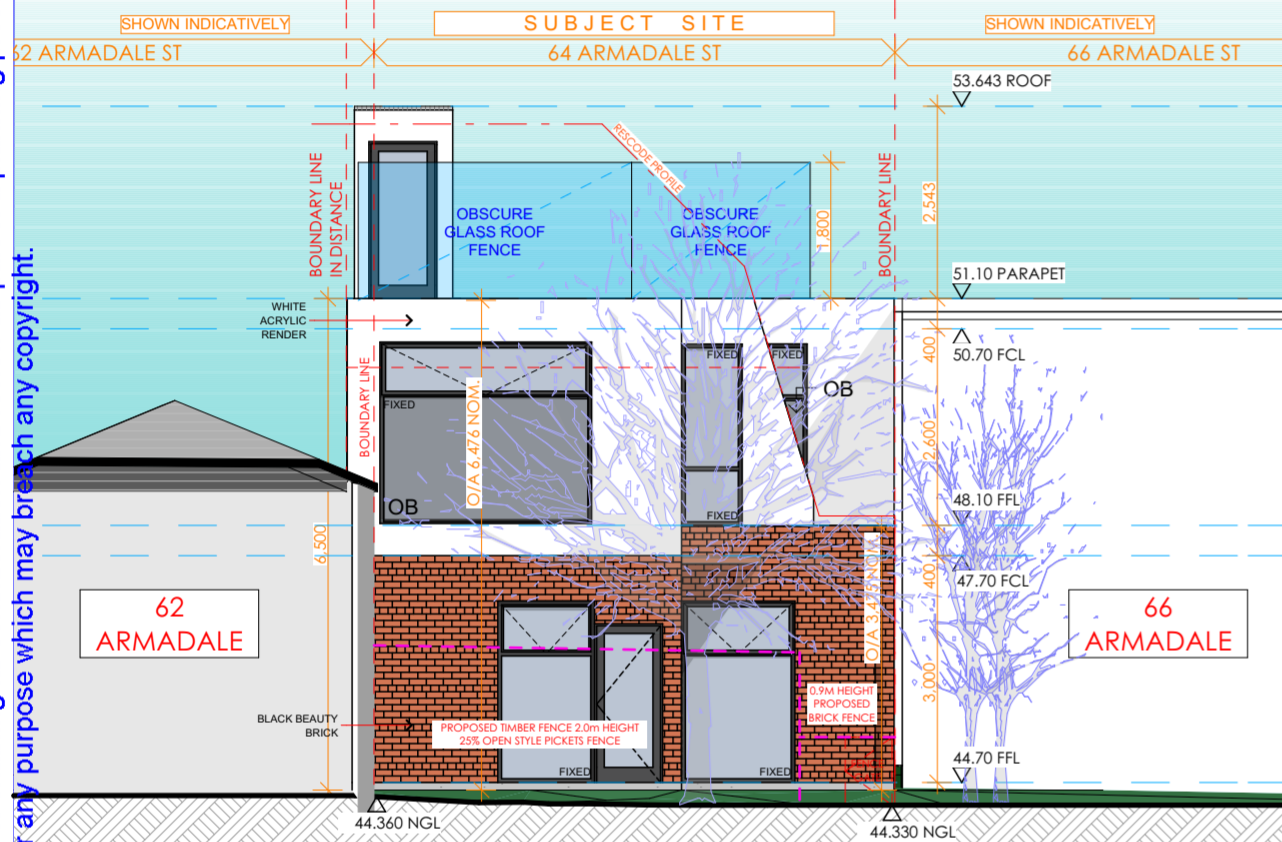 SHOWN INDICATIVELY
SUBJECT SITE
SHOWN INDICATIVELY
62 ARMADALE ST
64 ARMADALE ST
66 ARMADALE ST
53.643 ROOF
RESCODE PROFILE
BOUNDARY LINE
IN DISTANCE
OBSCURE
GLASS ROOF
FENCE
OBSCURE
GLASS ROOF
FENCE
1,800
BOUNDARY LINE
2,543
51.10 PARAPET
WHITE
ACRYLIC
RENDER
400
50.70 FCL
FIXED
FIXED
BOUNDARY LINE
O/A 6,476 NOM.
FIXED
OB
2,600
OB
FIXED
48.10 FFL
6,500
O/A 3,475 NOM.
400
47.70 FCL
62
ARMADALE
66
ARMADALE
3,000
0.9M HEIGHT
PROPOSED
BRICK FENCE
BLACK BEAUTY
BRICK
PROPOSED TIMBER FENCE 2.0m HEIGHT
25% OPEN STYLE PICKETS FENCE
FIXED
FIXED
44.70 FFL
44.360 NGL
44.330 NGL
any purpose which may breach any copyright.